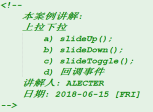 <!--
本案例讲解:
上拉下拉
a) slideUp();
b) slideDown();
c) slideToggle();
d) 回调事件
讲解人: ALECTER
日期: 2018-06-15 [FRI]
-->